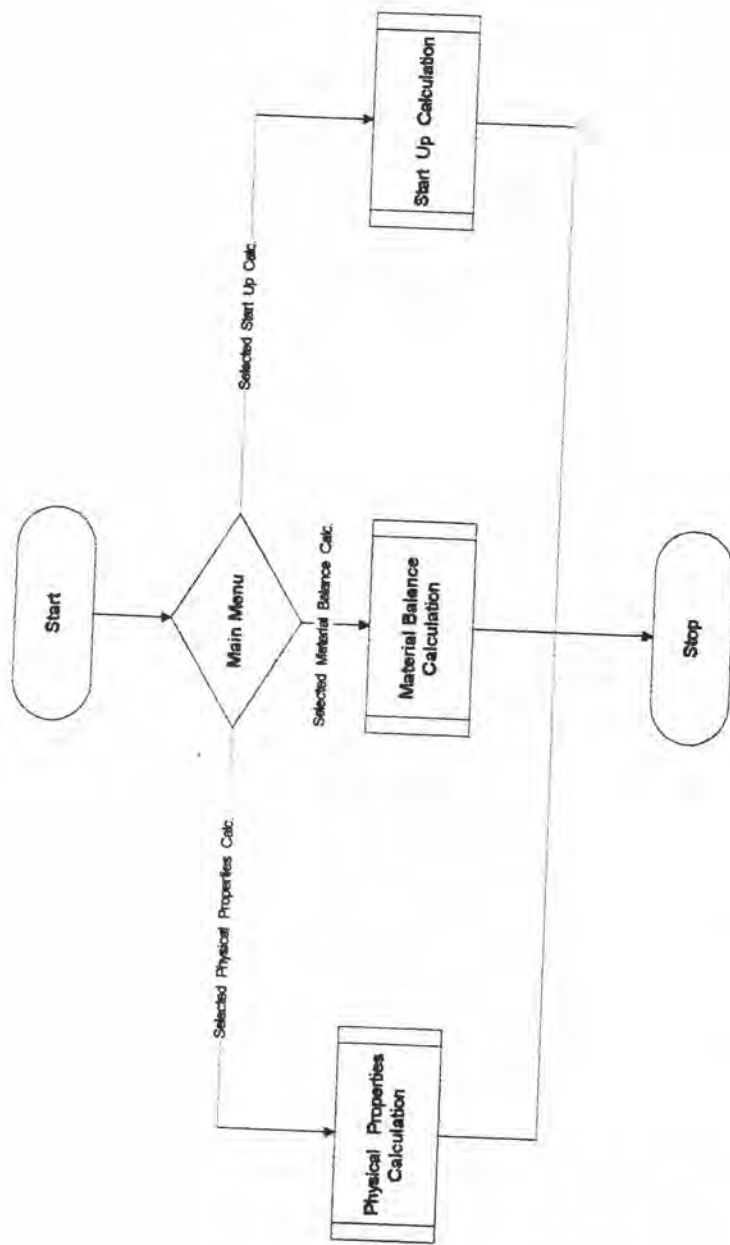 Start
Main Menu
Selected Physical Properties Calc.
Selected Material Balance Calc.
Selected Start Up Calc.
Physical Properties
Calculation
Material Balance
Calculation
Start Up Calculation
Stop